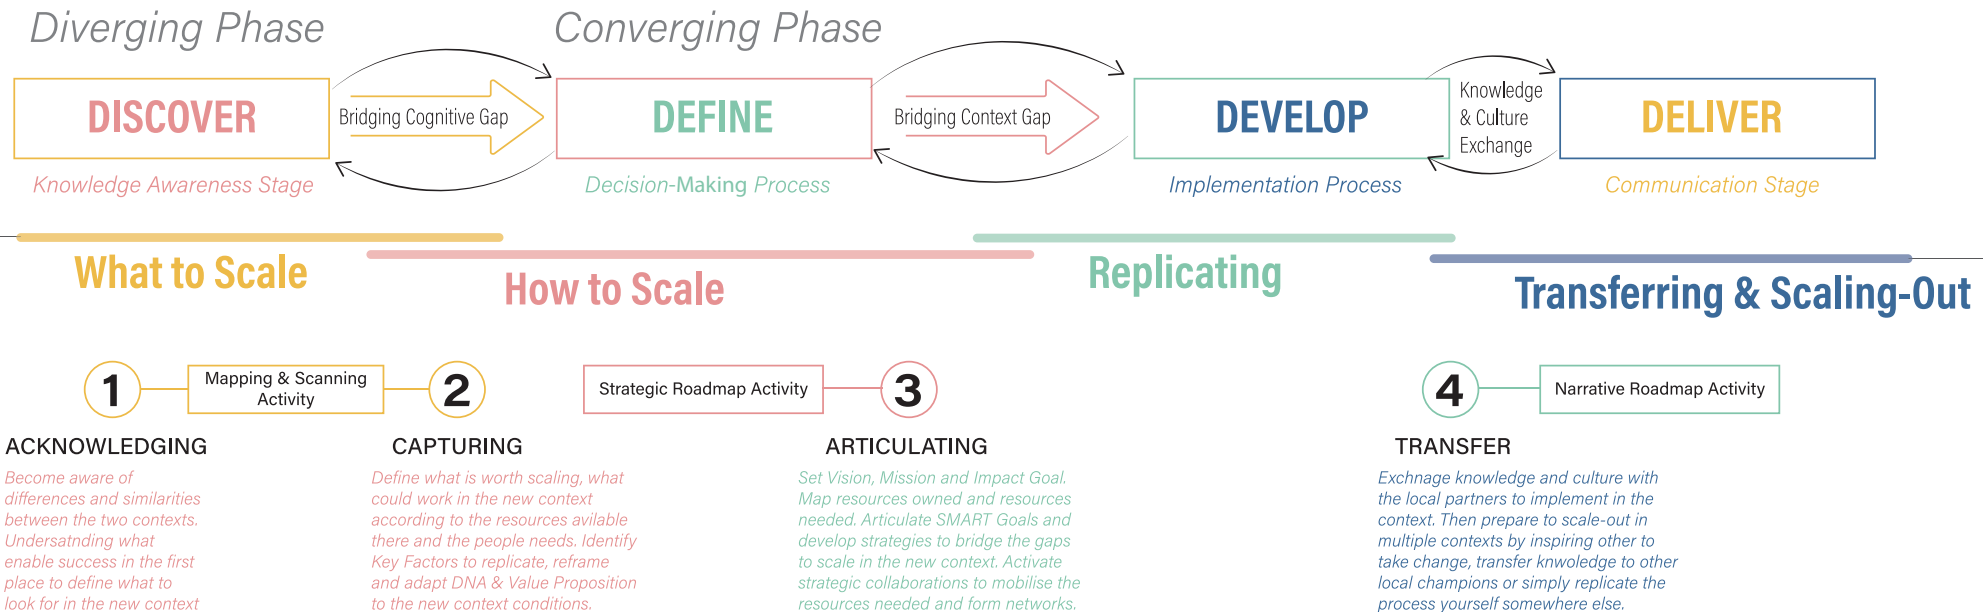 Diverging Phase
Converging Phase
DISCOVER
Bridging Cognitive Gap
DEFINE
Bridging Context Gap
DEVELOP
Knowledge
& Culture
Exchange
DELIVER
Knowledge Awareness Stage
Decision-Making Process
Implementation Process
Communication Stage
What to Scale
How to Scale
Replicating
Transferring & Scaling-Out
1
Mapping & Scanning
Activity
2
Strategic Roadmap Activity
3
4
Narrative Roadmap Activity
ACKNOWLEDGING
Become aware of
differences and similarities
between the two contexts.
Undersatnding what
enable success in the first
place to define what to
look for in the new context
CAPTURING
Define what is worth scaling, what
could work in the new context
according to the resources avilable
there and the people needs. Identify
Key Factors to replicate, reframe
and adapt DNA & Value Proposition
to the new context conditions.
ARTICULATING
Set Vision, Mission and Impact Goal.
Map resources owned and resources
needed. Articulate SMART Goals and
develop strategies to bridge the gaps
to scale in the new context. Activate
strategic collaborations to mobilise the
resources needed and form networks.
TRANSFER
Exchnage knowledge and culture with
the local partners to implement in the
context. Then prepare to scale-out in
multiple contexts by inspiring other to
take change, transfer knwoledge to other
local champions or simply replicate the
process yourself somewhere else.